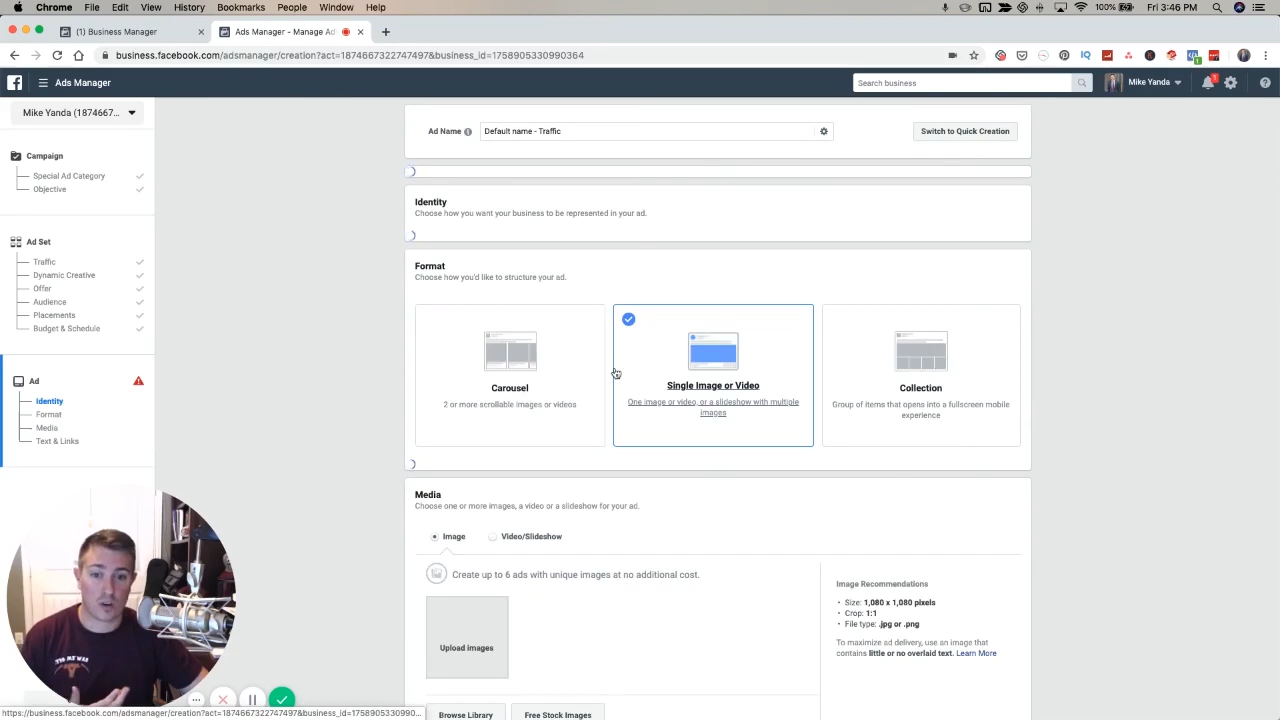 Chrome File Edit View History Bookmarks People Window Help
100% Fri 3:46 PM
(1) Business Manager
Ads Manager - Manage Ad
business.facebook.com/adsmanager/creation?act=1874667322747497&business_id=1758905330990364
Ads Manager
Search business
Mike Yanda
Mike Yanda (1874667...
Campaign
Special Ad Category
Objective
Ad Set
Traffic
Dynamic Creative
Offer
Audience
Placements
Budget & Schedule
Ad
Identity
Format
Media
Text & Links
Ad Name
Default name - Traffic
Switch to Quick Creation
Identity
Choose how you want your business to be represented in your ad.
Format
Choose how you'd like to structure your ad.
Carousel
2 or more scrollable images or videos
Single Image or Video
One image or video, or a slideshow with multiple
images
Collection
Group of items that opens into a fullscreen mobile
experience
Media
Choose one or more images, a video or a slideshow for your ad.
Image
Video/Slideshow
Create up to 6 ads with unique images at no additional cost.
Upload images
Image Recommendations
• Size: 1,080 x 1,080 pixels
• Crop: 1:1
• File type: .jpg or .png
To maximize ad delivery, use an image that
contains little or no overlaid text. Learn More
Browse Library
Free Stock Images
https://business.facebook.com/adsmanager/creation?act=1874667322747497&business_id=1758905330990...